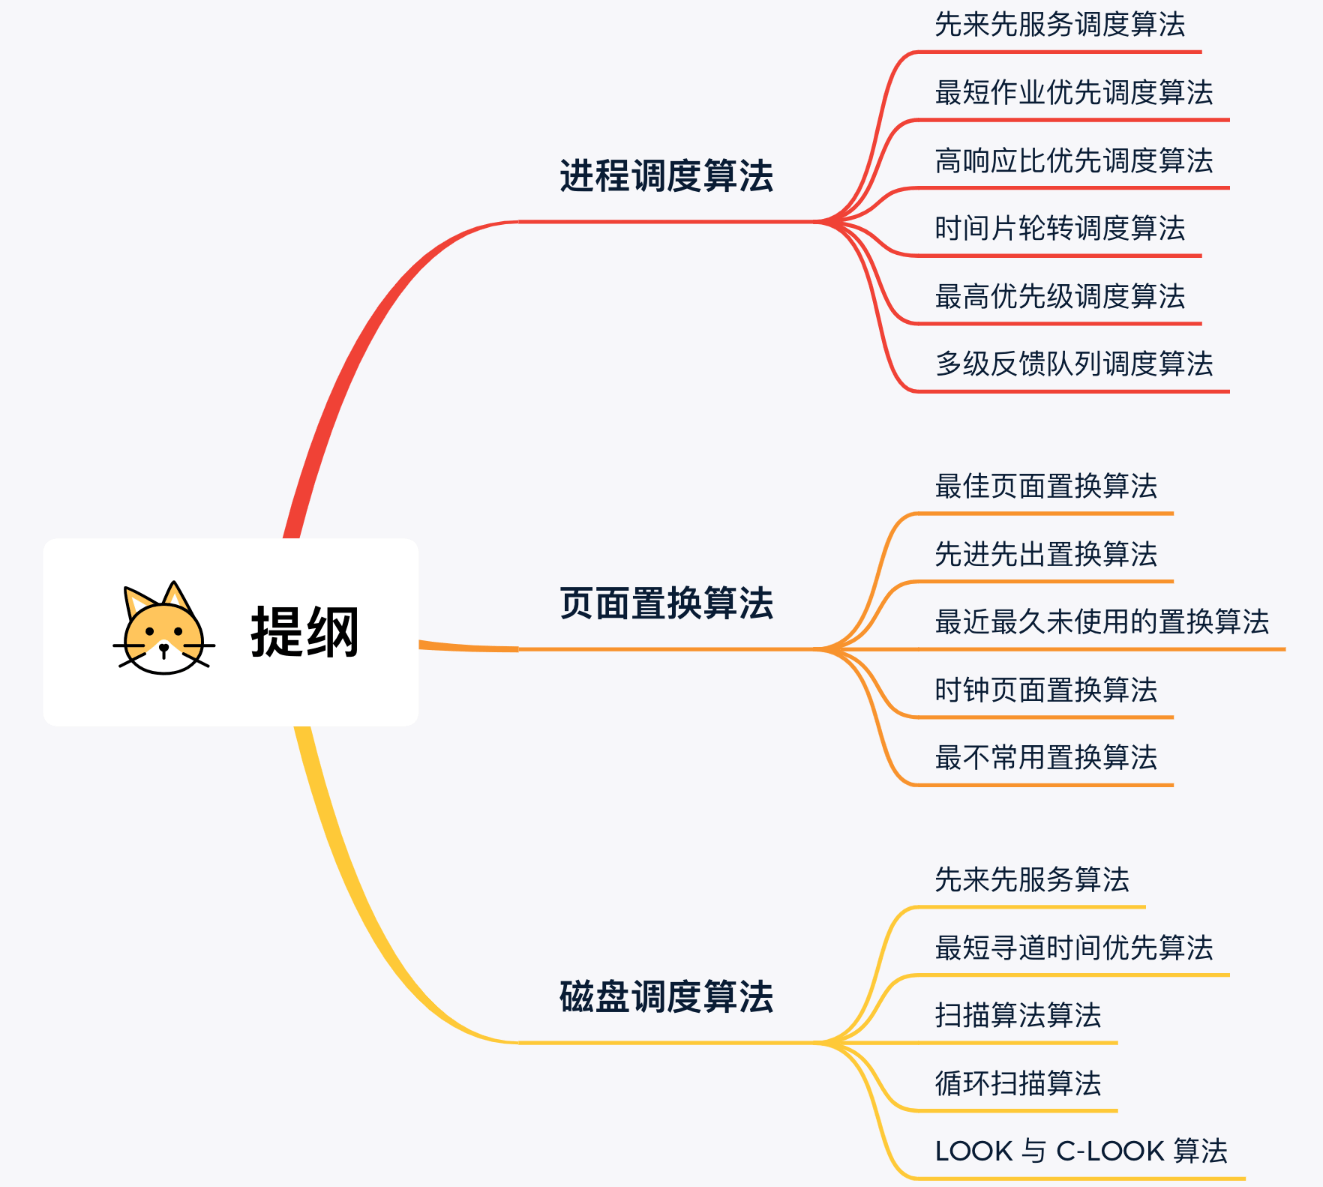 提纲
进程调度算法
先来先服务调度算法
最短作业优先调度算法
高响应比优先调度算法
时间片轮转调度算法
最高优先级调度算法
多级反馈队列调度算法
页面置换算法
最佳页面置换算法
先进先出置换算法
最近最久未使用的置换算法
时钟页面置换算法
最不常用置换算法
磁盘调度算法
先来先服务算法
最短寻道时间优先算法
扫描算法算法
循环扫描算法
LOOK 与 C-LOOK 算法